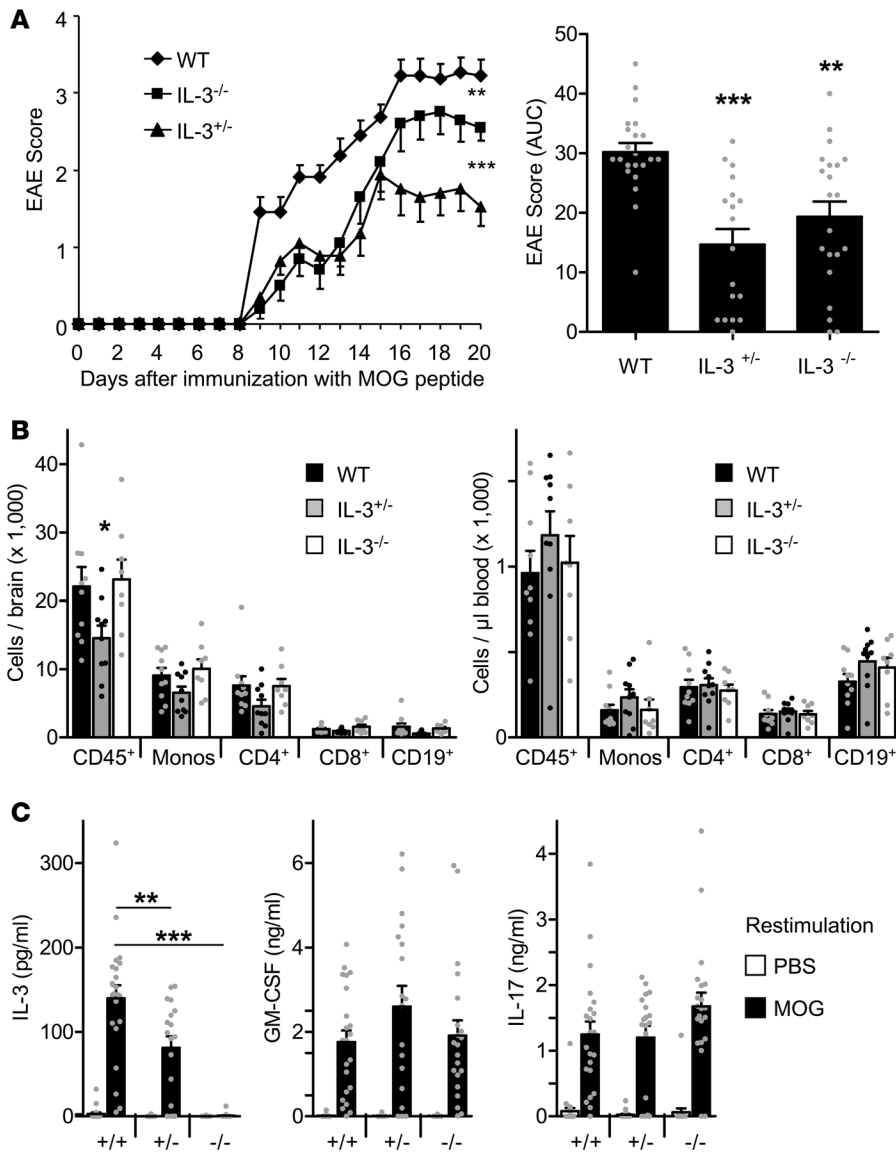 A
EAE Score
4
3
2
1
0
WT
IL-3-/-
IL-3+/-
**
***
0 2 4 6 8 10 12 14 16 18 20
Days after immunization with MOG peptide
EAE Score (AUC)
50
40
30
20
10
0
***
**
WT IL-3 +/- IL-3 -/-
B
Cells / brain (x 1,000)
40
30
20
10
0
*
WT
IL-3+/-
IL-3-/-
CD45+ Monos CD4+ CD8+ CD19+
Cells / µl blood (x 1,000)
1
0
WT
IL-3+/-
IL-3-/-
CD45+ Monos CD4+ CD8+ CD19+
C
IL-3 (pg/ml)
300
200
100
0
**
***
+/+ +/- -/-
GM-CSF (ng/ml)
6
4
2
0
+/+ +/- -/-
IL-17 (ng/ml)
4
3
2
1
0
+/+ +/- -/-
Restimulation
PBS
MOG